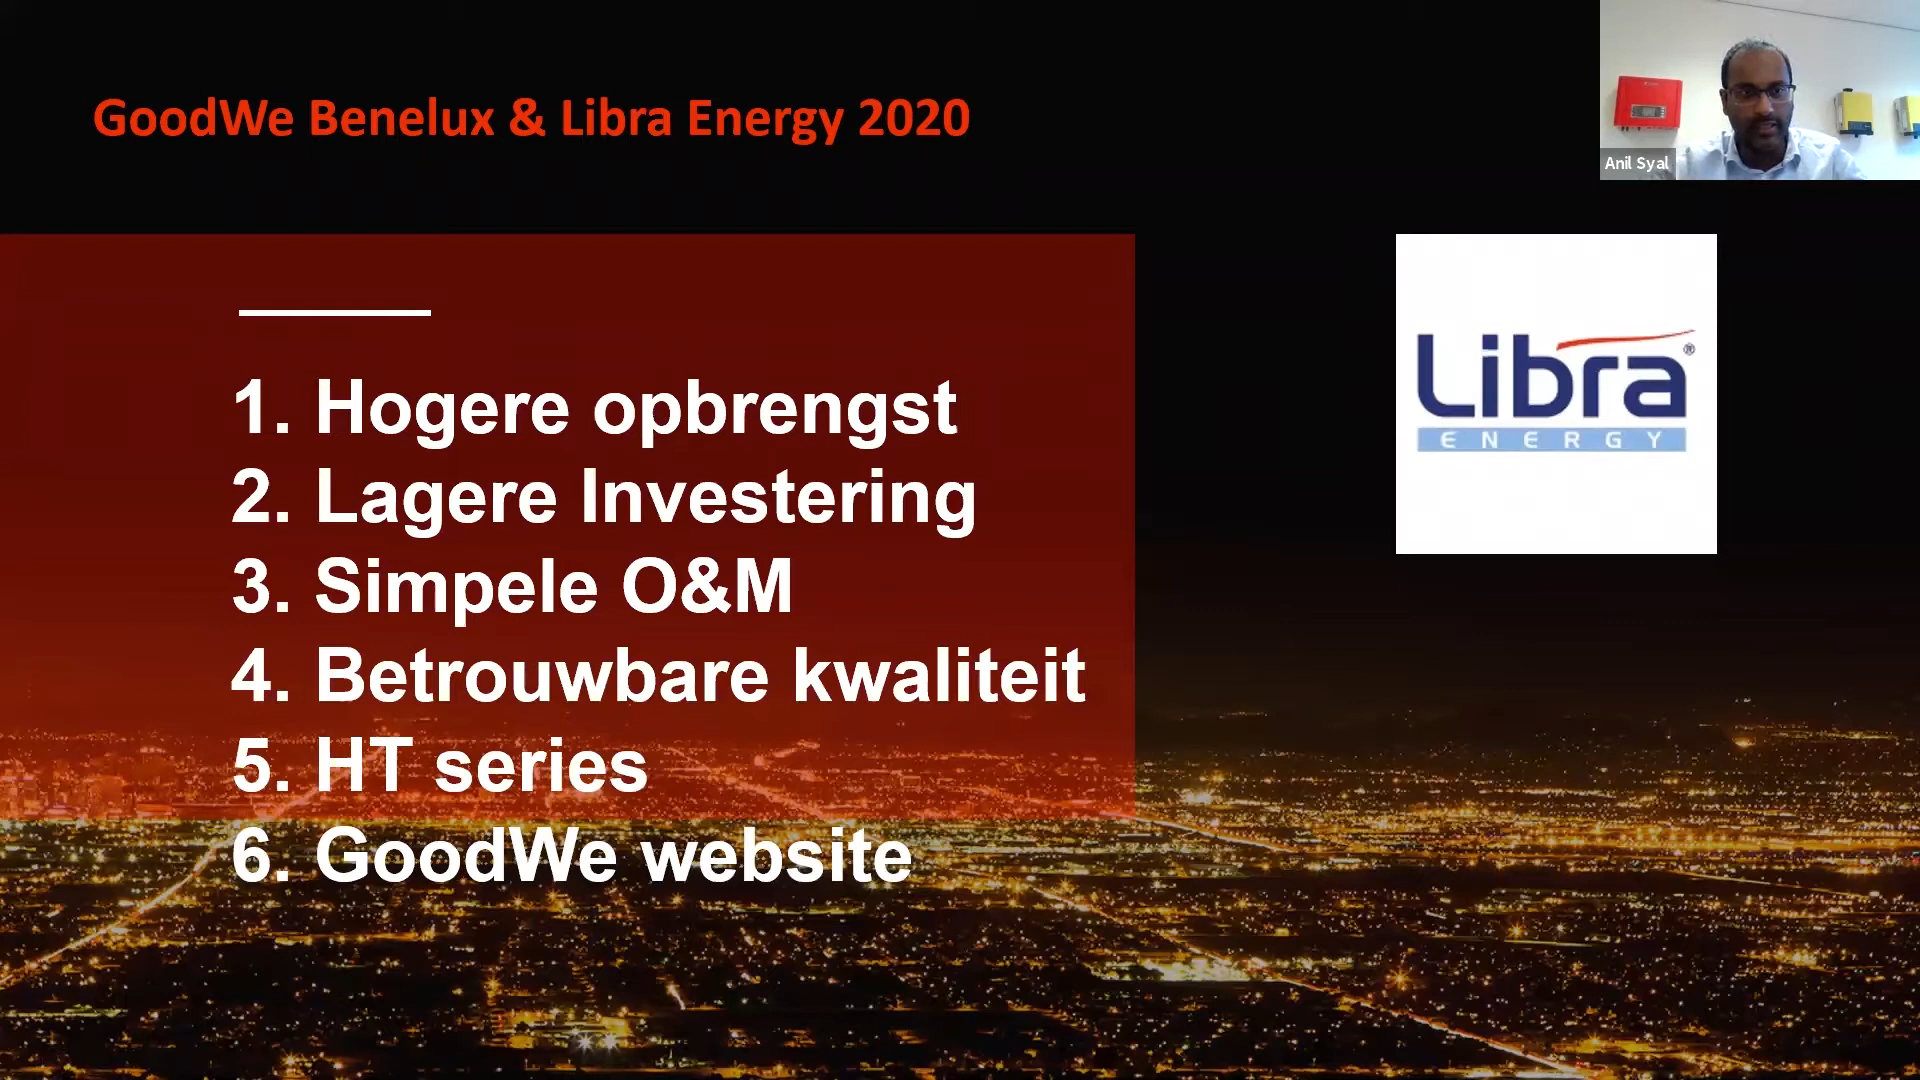 GoodWe Benelux & Libra Energy 2020
Anil Syal
Libra®
ENERGY
1. Hogere opbrengst
2. Lagere Investering
3. Simpele O&M
4. Betrouwbare kwaliteit
5. HT series
6. GoodWe website